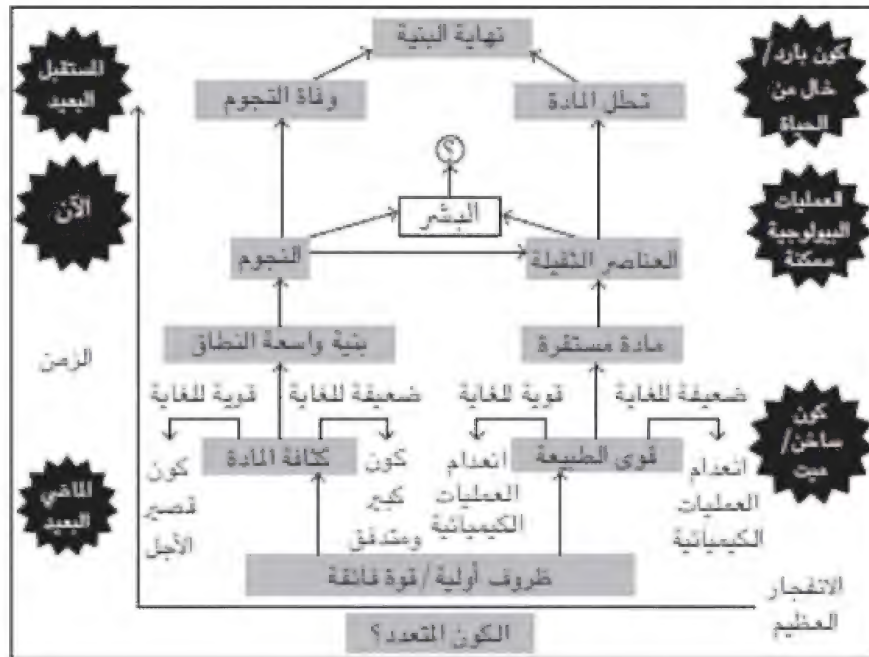 نهاية البنية
للستقبل
البعيد
كون بارد/
خال من
الحياة
وفاة النجوم
تحلل المادة
؟
الآن
البشر
العمليات
البيولوجية
ممكنة
النجوم
العناصر الثقيلة
بنية واسعة النطاق
مادة مستقرة
الزمن
قوية للغاية
ضعيفة للغاية
قوية للغاية
ضعيفة للغاية
كون
ساخن/
ميت
كثافة المادة
قوى الطبيعة
الماضي
البعيد
كون
قصير
الأجل
كون
كبير
ومتدفق
انعدام
العمليات
الكيميائية
انعدام
العمليات
الكيميائية
ظروف أولية/قوة فائقة
الانفجار
العظيم
الكون المتعدد؟